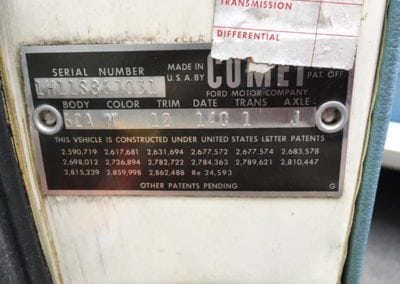 TRANSMISSION
DIFFERENTIAL
SERIAL NUMBER MADE IN U.S.A. BY COMET PAT. OFF.
FORD MOTOR COMPANY
BODY COLOR TRIM DATE TRANS AXLE
62A M 12 14C 1 J
THIS VEHICLE IS CONSTRUCTED UNDER UNITED STATES LETTER PATENTS
2,590,719 2,617,681 2,631,694 2,677,572 2,677,574 2,683,578
2,698,012 2,726,894 2,782,722 2,784,363 2,789,621 2,810,447
2,815,239 2,859,998 2,862,488 Re 24,593
OTHER PATENTS PENDING G